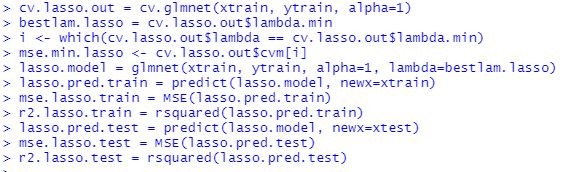 > cv.lasso.out = cv.glmnet(xtrain, ytrain, alpha=1)
> bestlam.lasso = cv.lasso.out$lambda.min
> i <- which(cv.lasso.out$lambda == cv.lasso.out$lambda.min)
> mse.min.lasso <- cv.lasso.out$cvm[i]
> lasso.model = glmnet(xtrain, ytrain, alpha=1, lambda=bestlam.lasso)
> lasso.pred.train = predict(lasso.model, newx=xtrain)
> mse.lasso.train = MSE(lasso.pred.train)
> r2.lasso.train = rsquared(lasso.pred.train)
> lasso.pred.test = predict(lasso.model, newx=xtest)
> mse.lasso.test = MSE(lasso.pred.test)
> r2.lasso.test = rsquared(lasso.pred.test)